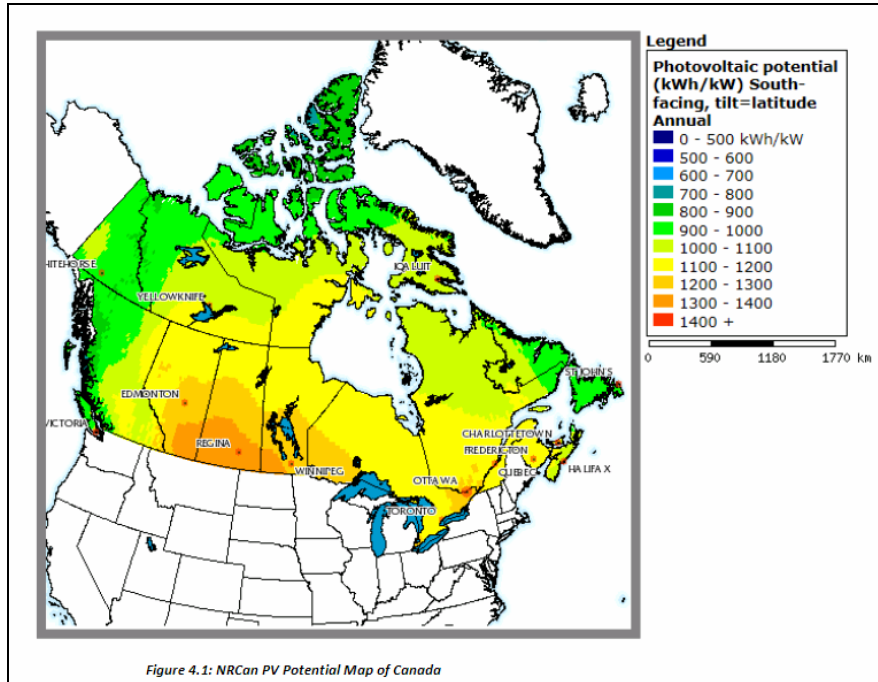 Legend
Photovoltaic potential
(kWh/kW) South-
facing, tilt=latitude
Annual
0 - 500 kWh/kW
500 - 600
600 - 700
700 - 800
800 - 900
900 - 1000
1000 - 1100
1100 - 1200
1200 - 1300
1300 - 1400
1400 +
0 590 1180 1770 km
HITEHORSE
IQALUIT
YELLOWKNIFE
EDMONTON
ST JOHN'S
VICTORIA
REGINA
WINNIPEG
CHARLOTTETOWN
FREDERICTON
OTTAWA
QUEBEC
HALIFAX
TORONTO
Figure 4.1: NRCan PV Potential Map of Canada